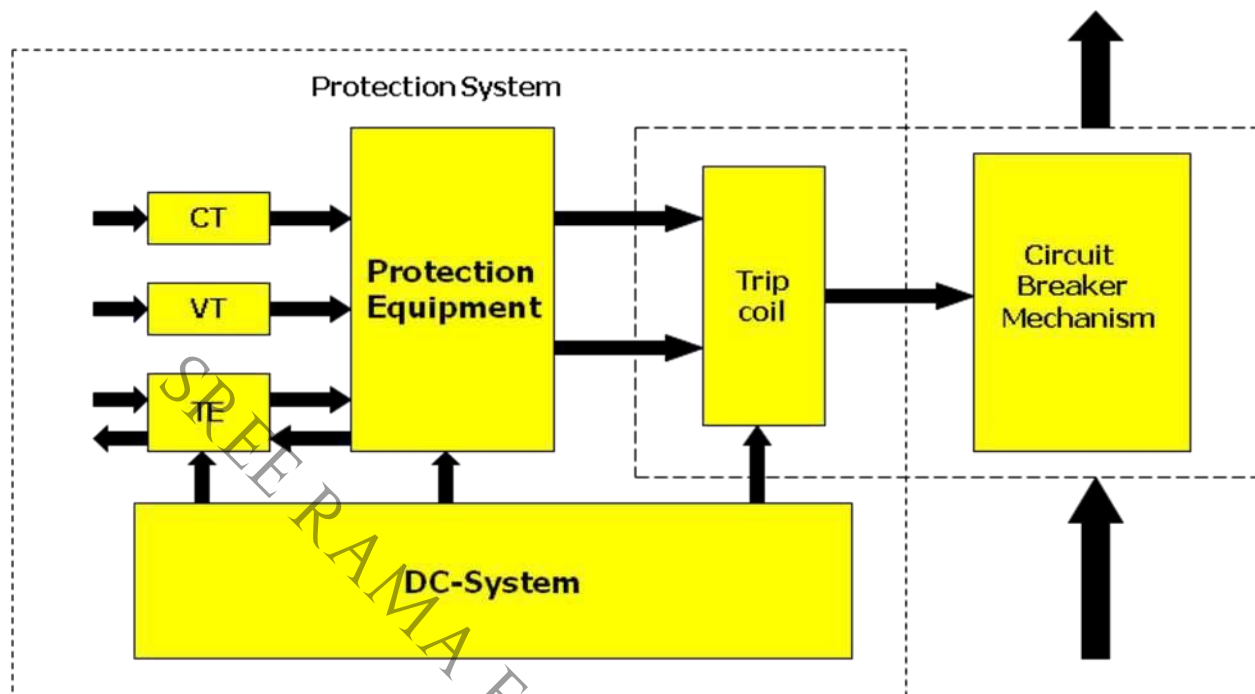 Protection System
CT
VT
TE
Protection
Equipment
Trip
coil
Circuit
Breaker
Mechanism
DC-System
SREE RAMA